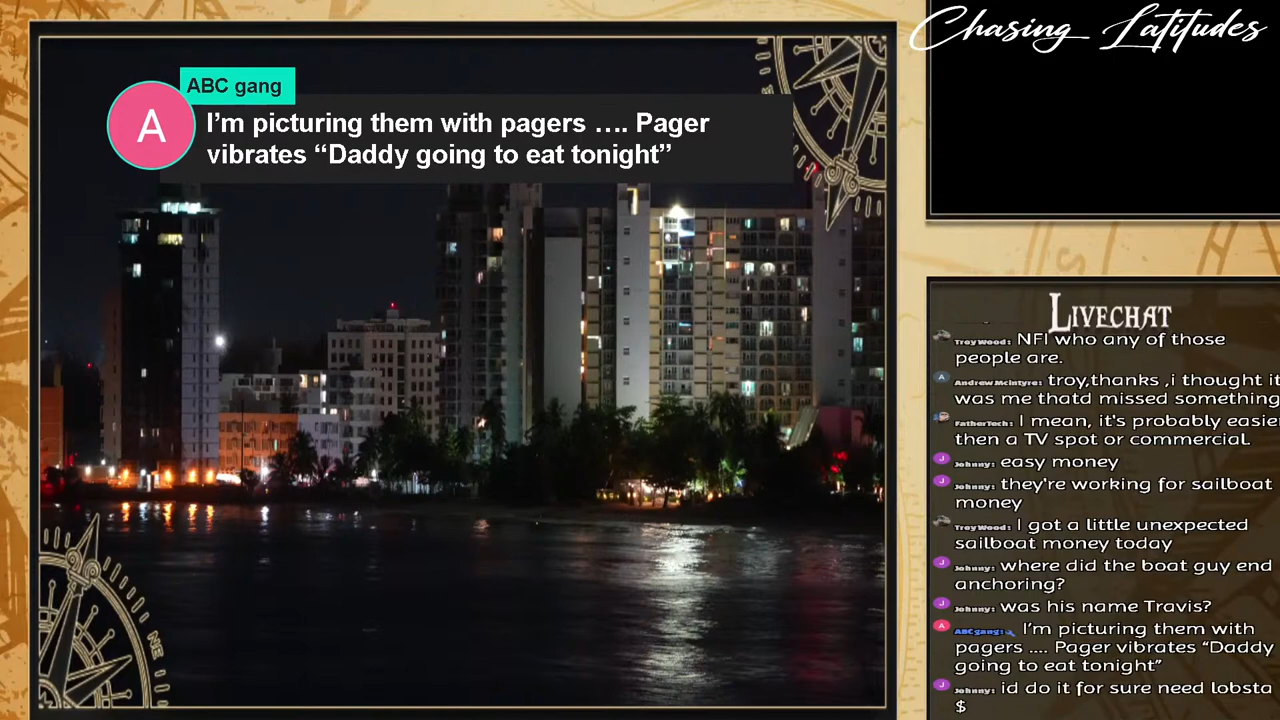 Chasing Latitudes
ABC gang
I’m picturing them with pagers …. Pager
vibrates “Daddy going to eat tonight”
A
LIVECHAT
TroyWood: NFI who any of those
people are.
A Andrew McIntyre: troy,thanks ,i thought it
was me thatd missed something
FatherTech: I mean, it's probably easier
then a TV spot or commercial.
J Johnny: easy money
J Johnny: they're working for sailboat
money
TroyWood: I got a little unexpected
sailboat money today
J Johnny: where did the boat guy end
anchoring?
J Johnny: was his name Travis?
A ABC gang: I’m picturing them with
pagers .... Pager vibrates “Daddy
going to eat tonight”
J Johnny: id do it for sure need lobsta
$
NE